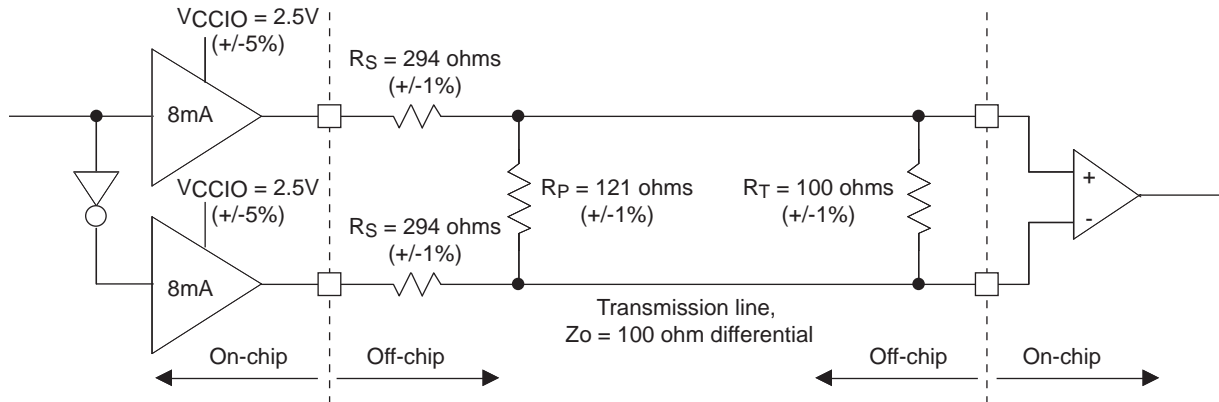 VCCIO = 2.5V
(+/-5%)
8mA
RS = 294 ohms
(+/-1%)
VCCIO = 2.5V
(+/-5%)
8mA
RS = 294 ohms
(+/-1%)
RP = 121 ohms
(+/-1%)
RT = 100 ohms
(+/-1%)
+
-
Transmission line,
Zo = 100 ohm differential
On-chip
Off-chip
Off-chip
On-chip